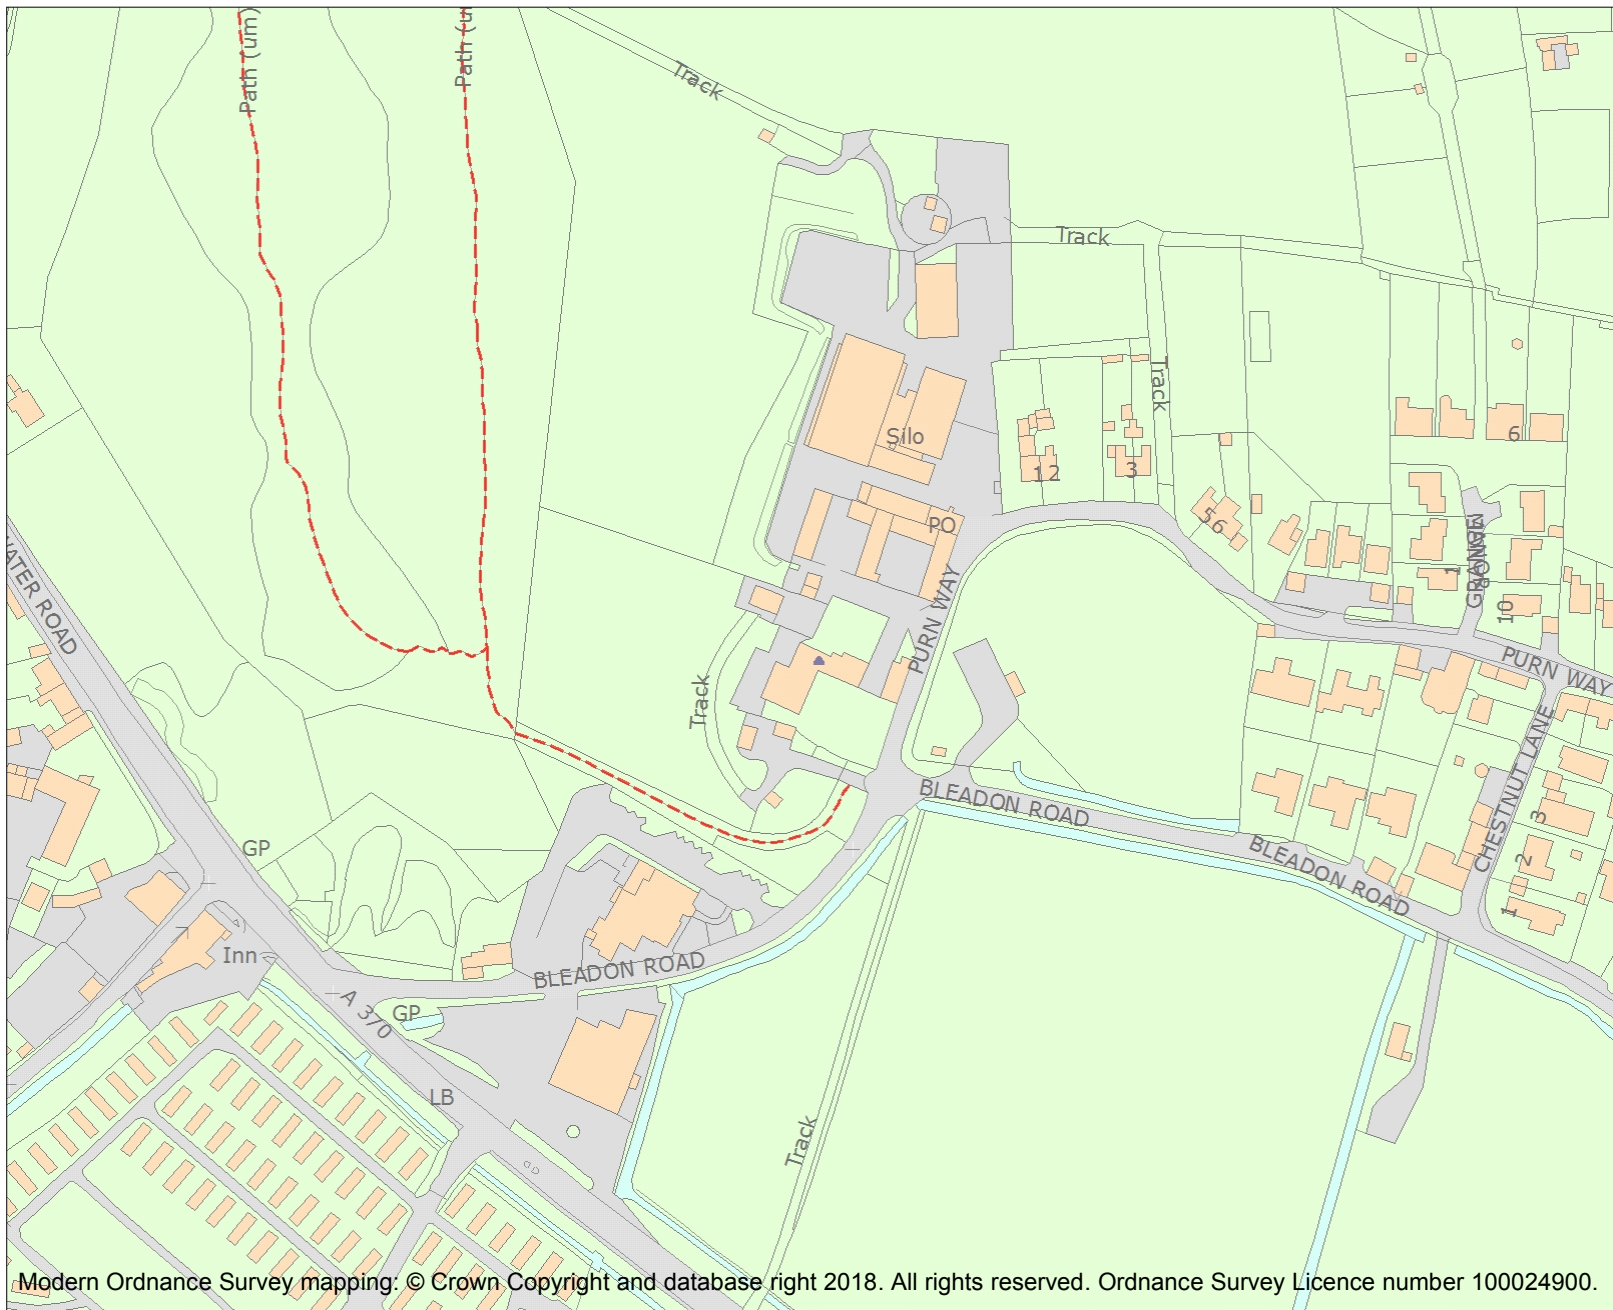 Path (um)
Path (u
Track
Track
Track
Silo
12
3
6
PO
56
1
10
PURN WAY
WATER ROAD
Track
PURN WAY
CHESTNUT LANE
BLEADON ROAD
BLEADON ROAD
3
2
1
GP
Inn
BLEADON ROAD
A 370
GP
LB
Track
Modern Ordnance Survey mapping: © Crown Copyright and database right 2018. All rights reserved. Ordnance Survey Licence number 100024900.